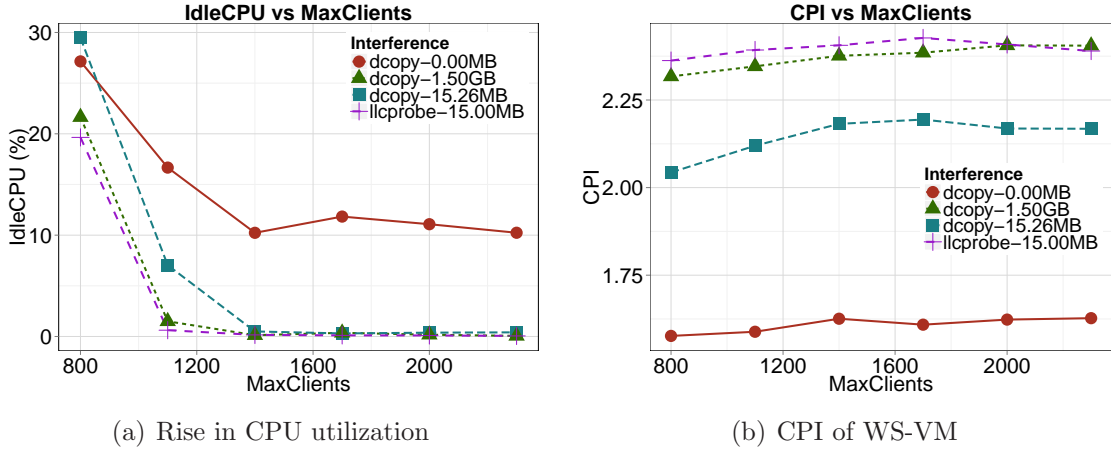 IdleCPU vs MaxClients
30
20
10
0
IdleCPU (%)
800
1200
1600
2000
MaxClients
Interference
dcopy-0.00MB
dcopy-1.50GB
dcopy-15.26MB
llcprobe-15.00MB
(a) Rise in CPU utilization
CPI vs MaxClients
2.25
2.00
1.75
CPI
800
1200
1600
2000
MaxClients
Interference
dcopy-0.00MB
dcopy-1.50GB
dcopy-15.26MB
llcprobe-15.00MB
(b) CPI of WS-VM